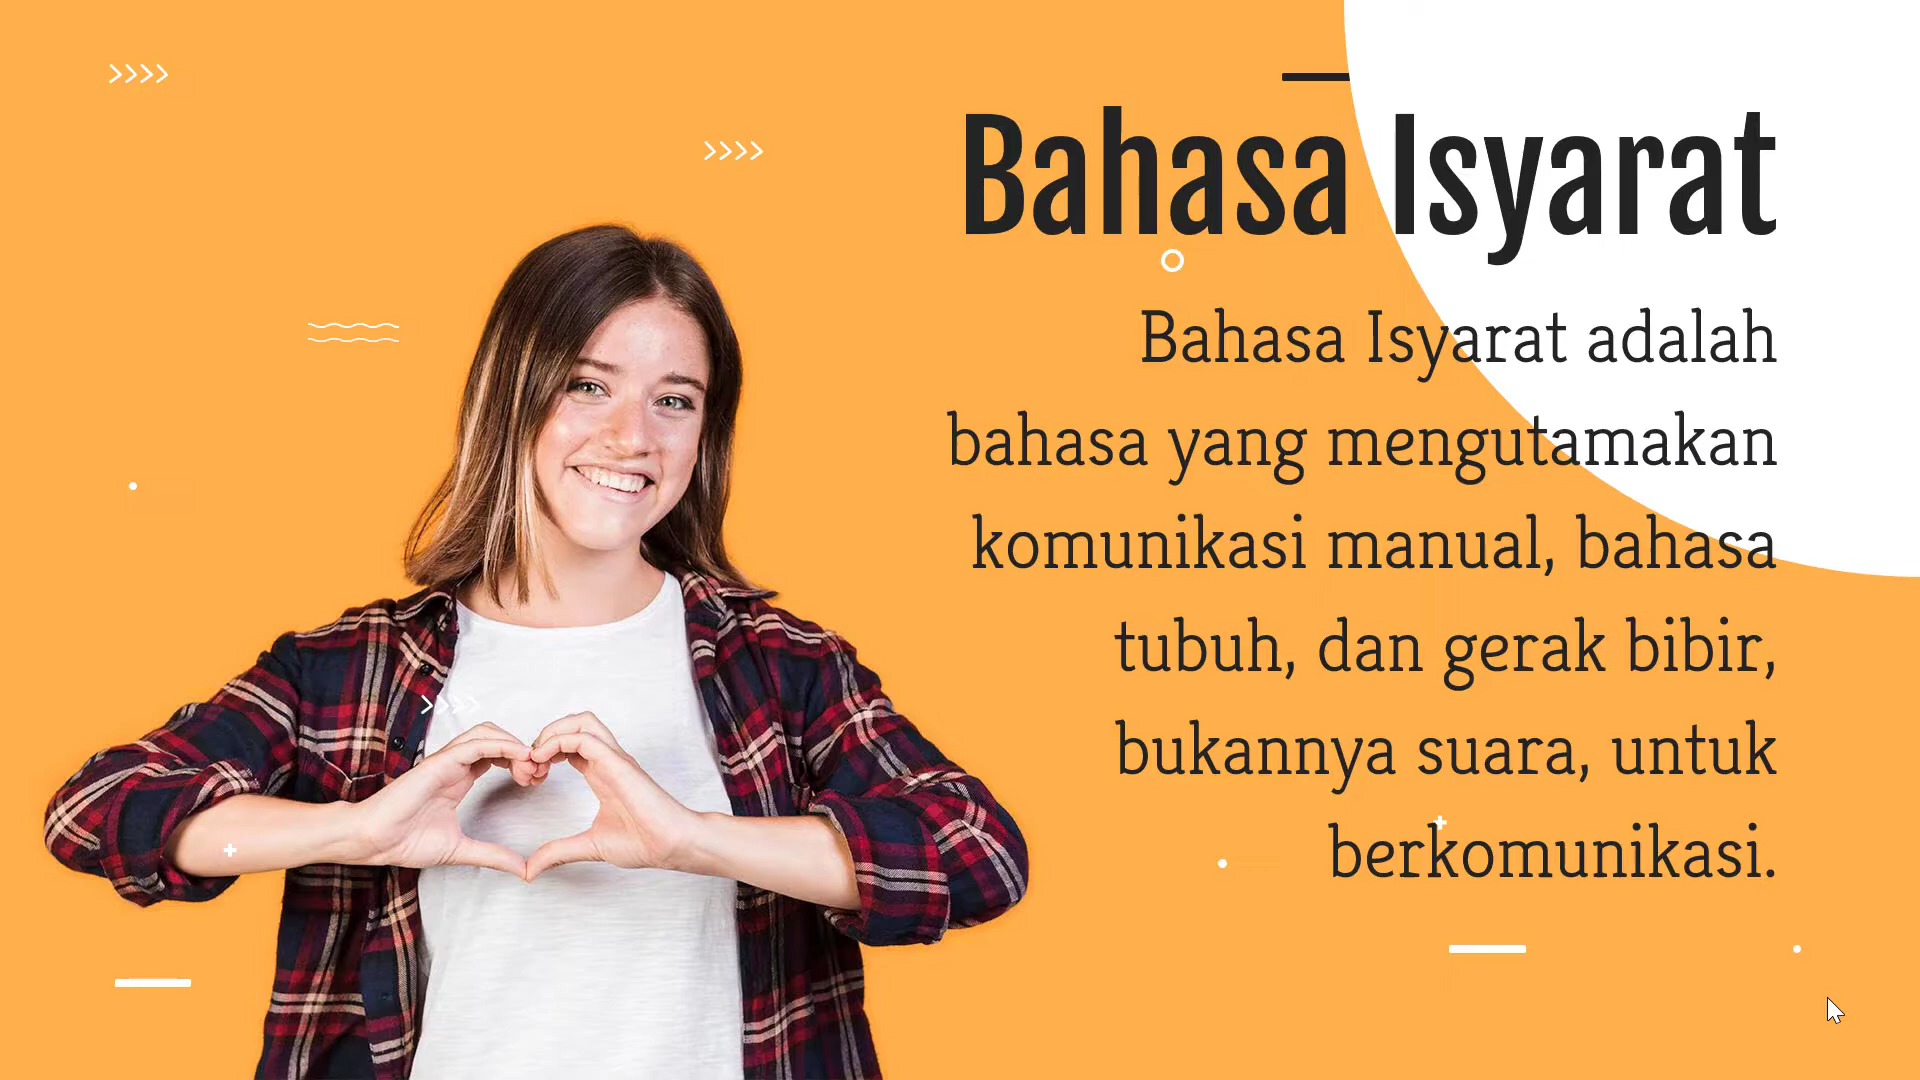 Bahasa Isyarat
Bahasa Isyarat adalah
bahasa yang mengutamakan
komunikasi manual, bahasa
tubuh, dan gerak bibir,
bukannya suara, untuk
berkomunikasi.